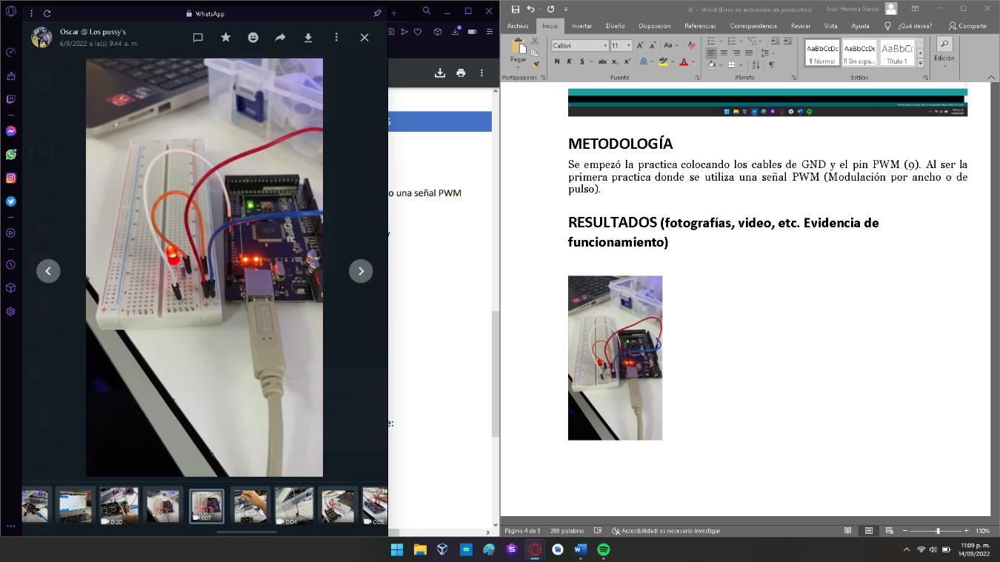 WhatsApp
Oscar @ Los pussy's
6/9/2022 a la(s) 9:44 a. m.
0:20
0:07
0:04
0:05
o una señal PWM
y
e:
16 - Word (Error de activación de productos)
Ivan Herrera Garcia
Archivo Inicio Insertar Diseño Disposición Referencias Correspondencia Revisar Vista Ayuda ¿Qué desea? Compartir
Pegar
Calibri 11
N K S abc x₂ x²
AaBbCcDc AaBbCcDc AaBbCc
¶ Normal ¶ Sin espa... Título 1
Edición
Portapapeles Fuente Párrafo Estilos
METODOLOGÍA
Se empezó la practica colocando los cables de GND y el pin PWM (9). Al ser la
primera practica donde se utiliza una señal PWM (Modulación por ancho o de
pulso).
RESULTADOS (fotografías, video, etc. Evidencia de
funcionamiento)
Página 4 de 5 288 palabras Accesibilidad: es necesario investigar 130%
11:09 p. m.
14/09/2022